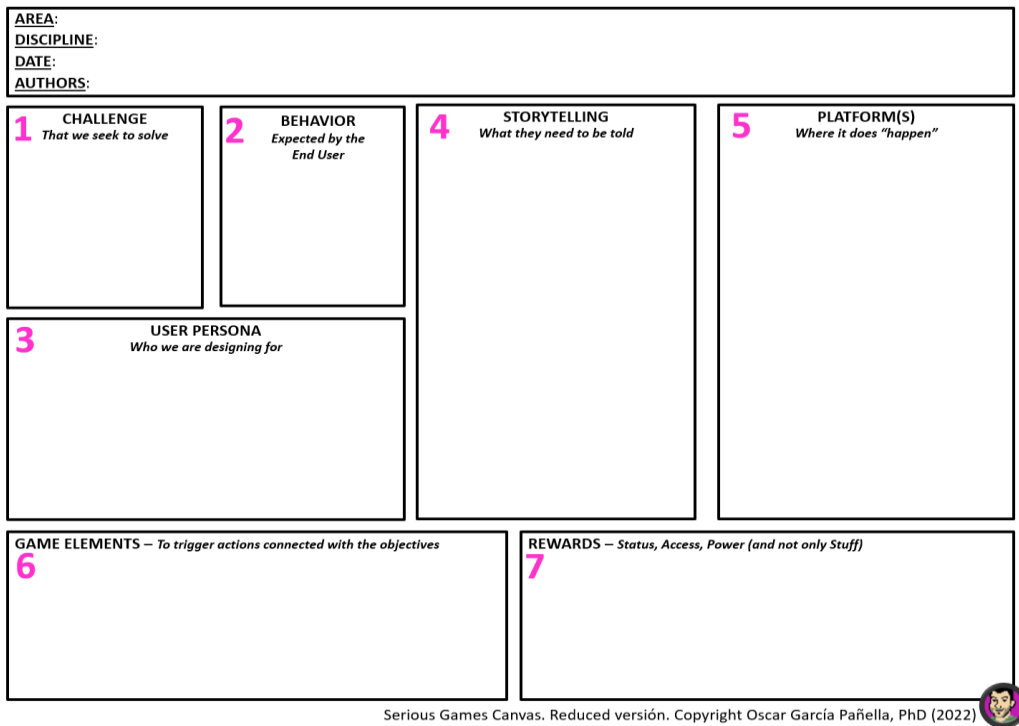 AREA:
DISCIPLINE:
DATE:
AUTHORS:
1
CHALLENGE
That we seek to solve
2
BEHAVIOR
Expected by the
End User
3
USER PERSONA
Who we are designing for
4
STORYTELLING
What they need to be told
5
PLATFORM(S)
Where it does “happen”
GAME ELEMENTS – To trigger actions connected with the objectives
6
REWARDS – Status, Access, Power (and not only Stuff)
7
Serious Games Canvas. Reduced versión. Copyright Oscar García Pañella, PhD (2022)